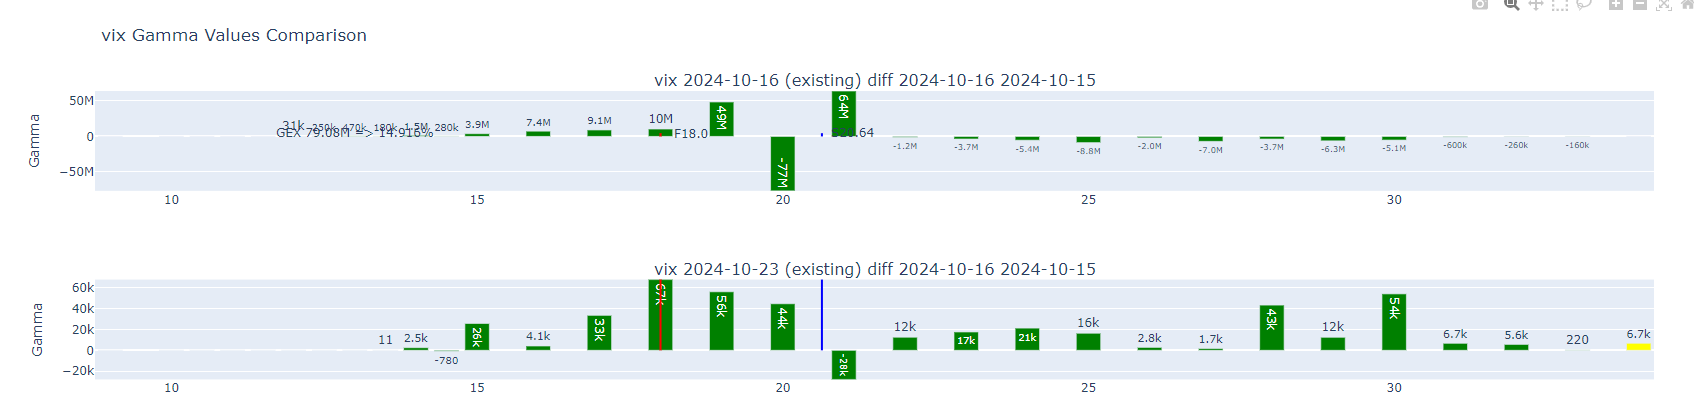 vix Gamma Values Comparison
vix 2024-10-16 (existing) diff 2024-10-16 2024-10-15
Gamma
50M
0
−50M
31k 250k 470k 180k 1.5M 280k 3.9M 7.4M 9.1M 10M 49M -77M 64M -1.2M -3.7M -5.4M -8.8M -2.0M -7.0M -3.7M -6.3M -5.1M -600k -260k -160k
GEX 79.08M => 14.916%
F18.0
S20.64
10 15 20 25 30
vix 2024-10-23 (existing) diff 2024-10-16 2024-10-15
Gamma
60k
40k
20k
0
−20k
11 2.5k -780 26k 4.1k 33k 67k 56k 44k -28k 12k 17k 21k 16k 2.8k 1.7k 43k 12k 54k 6.7k 5.6k 220 6.7k
10 15 20 25 30